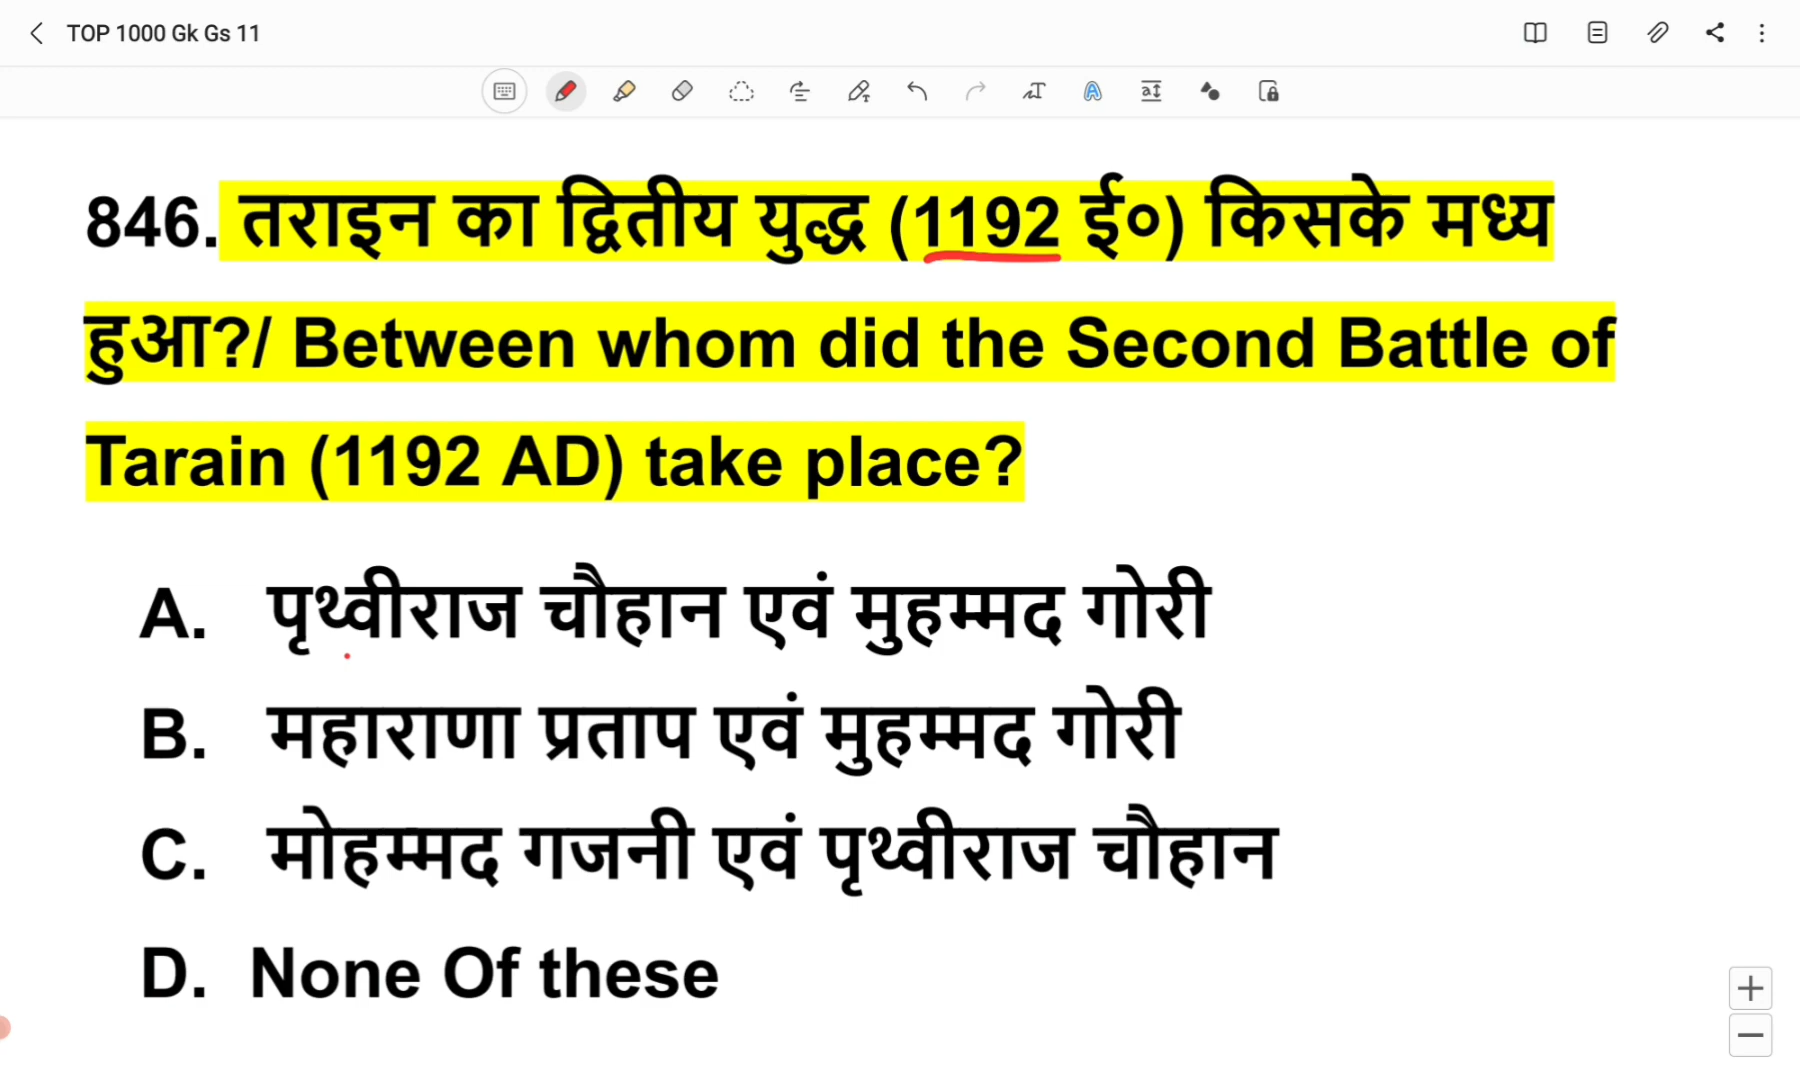 TOP 1000 Gk Gs 11
846. तराइन का द्वितीय युद्ध (1192 ई०) किसके मध्य
हुआ?/ Between whom did the Second Battle of
Tarain (1192 AD) take place?
A. पृथ्वीराज चौहान एवं मुहम्मद गोरी
B. महाराणा प्रताप एवं मुहम्मद गोरी
C. मोहम्मद गजनी एवं पृथ्वीराज चौहान
D. None Of these